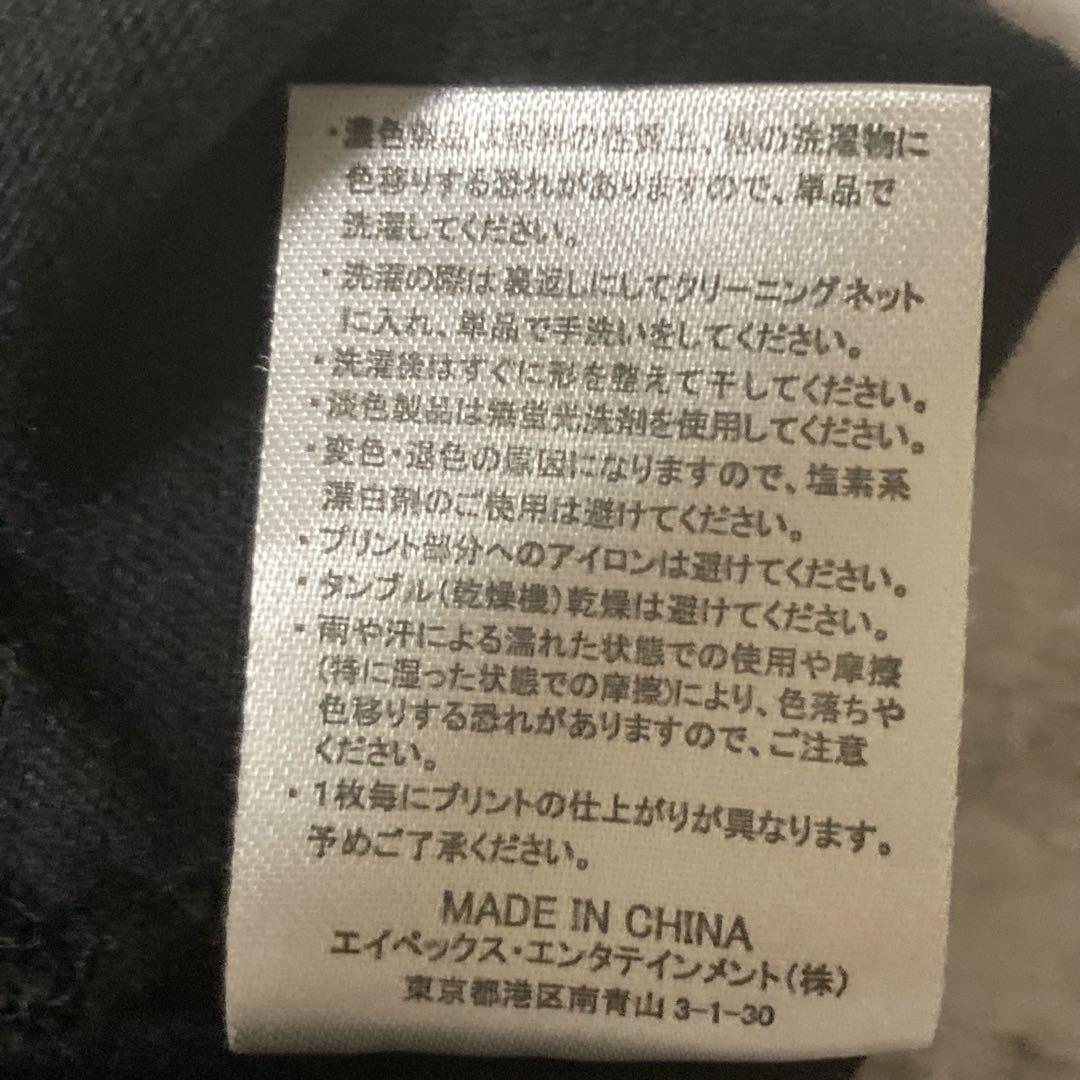 ・濃色製品は染料の性質上、他の洗濯物に
色移りする恐れがありますので、単品で
洗濯してください。
・洗濯の際は裏返しにしてクリーニングネット
に入れ、単品で手洗いをしてください。
・洗濯後はすぐに形を整えて干してください。
・淡色製品は無蛍光洗剤を使用してください。
・変色・退色の原因になりますので、塩素系
漂白剤のご使用は避けてください。
・プリント部分へのアイロンは避けてください。
・タンブル(乾燥機)乾燥は避けてください。
・雨や汗による濡れた状態での使用や摩擦
(特に湿った状態での摩擦)により、色落ちや
色移りする恐れがありますので、ご注意
ください。
・1枚毎にプリントの仕上がりが異なります。
予めご了承ください。
MADE IN CHINA
エイベックス・エンタテインメント(株)
東京都港区南青山 3-1-30